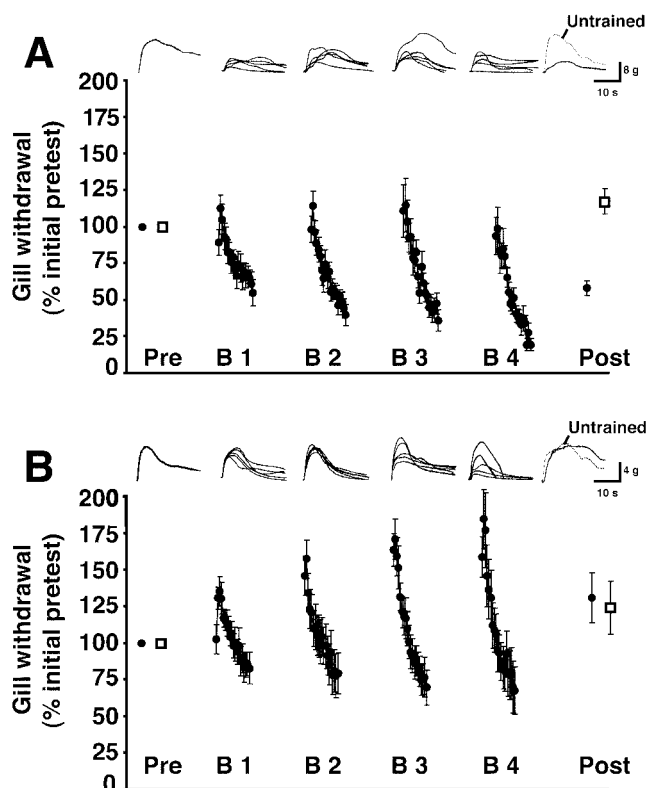 A
Untrained
8 g
10 s
Gill withdrawal
(% initial pretest)
200
175
150
125
100
75
50
25
0
Pre B 1 B 2 B 3 B 4 Post
B
Untrained
4 g
10 s
Gill withdrawal
(% initial pretest)
200
175
150
125
100
75
50
25
0
Pre B 1 B 2 B 3 B 4 Post